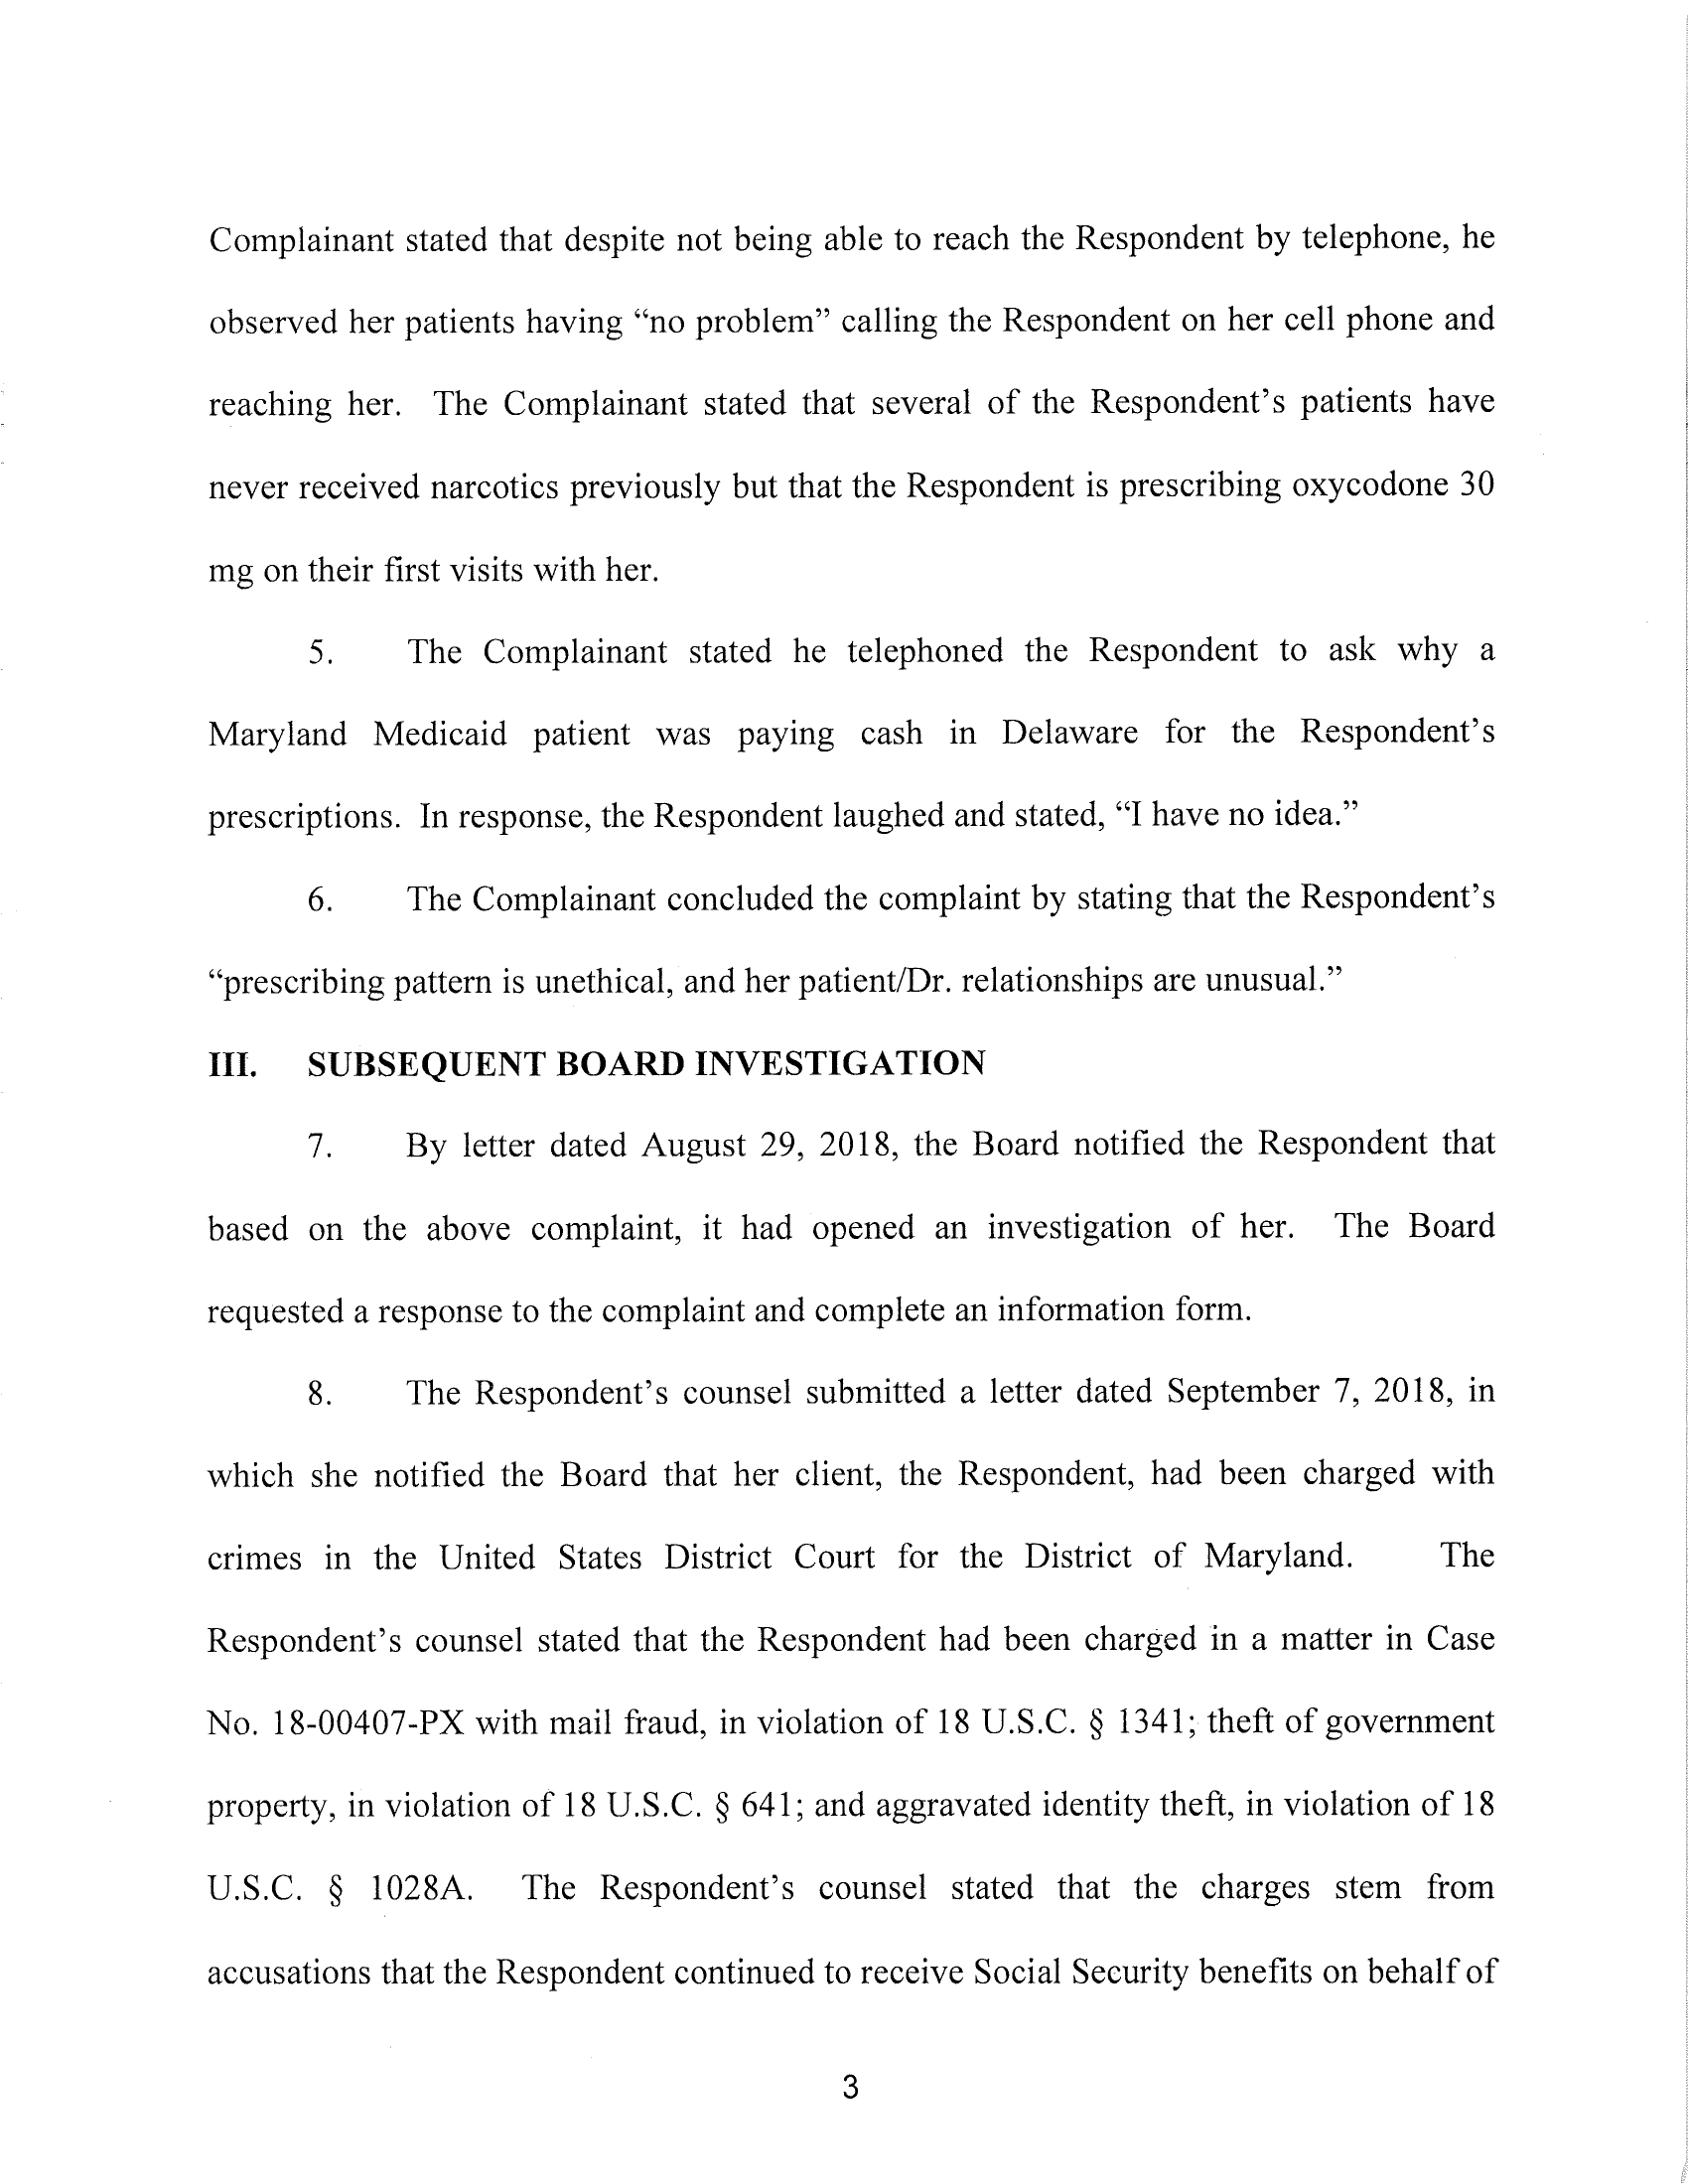 Complainant stated that despite not being able to reach the Respondent by telephone, he
observed her patients having “no problem” calling the Respondent on her cell phone and
reaching her. The Complainant stated that several of the Respondent’s patients have
never received narcotics previously but that the Respondent is prescribing oxycodone 30
mg on their first visits with her.
5. The Complainant stated he telephoned the Respondent to ask why a
Maryland Medicaid patient was paying cash in Delaware for the Respondent’s
prescriptions. In response, the Respondent laughed and stated, “I have no idea.”
6. The Complainant concluded the complaint by stating that the Respondent’s
“prescribing pattern is unethical, and her patient/Dr. relationships are unusual.”
III. SUBSEQUENT BOARD INVESTIGATION
7. By letter dated August 29, 2018, the Board notified the Respondent that
based on the above complaint, it had opened an investigation of her. The Board
requested a response to the complaint and complete an information form.
8. The Respondent’s counsel submitted a letter dated September 7, 2018, in
which she notified the Board that her client, the Respondent, had been charged with
crimes in the United States District Court for the District of Maryland. The
Respondent’s counsel stated that the Respondent had been charged in a matter in Case
No. 18-00407-PX with mail fraud, in violation of 18 U.S.C. § 1341; theft of government
property, in violation of 18 U.S.C. § 641; and aggravated identity theft, in violation of 18
U.S.C. § 1028A. The Respondent’s counsel stated that the charges stem from
accusations that the Respondent continued to receive Social Security benefits on behalf of
3